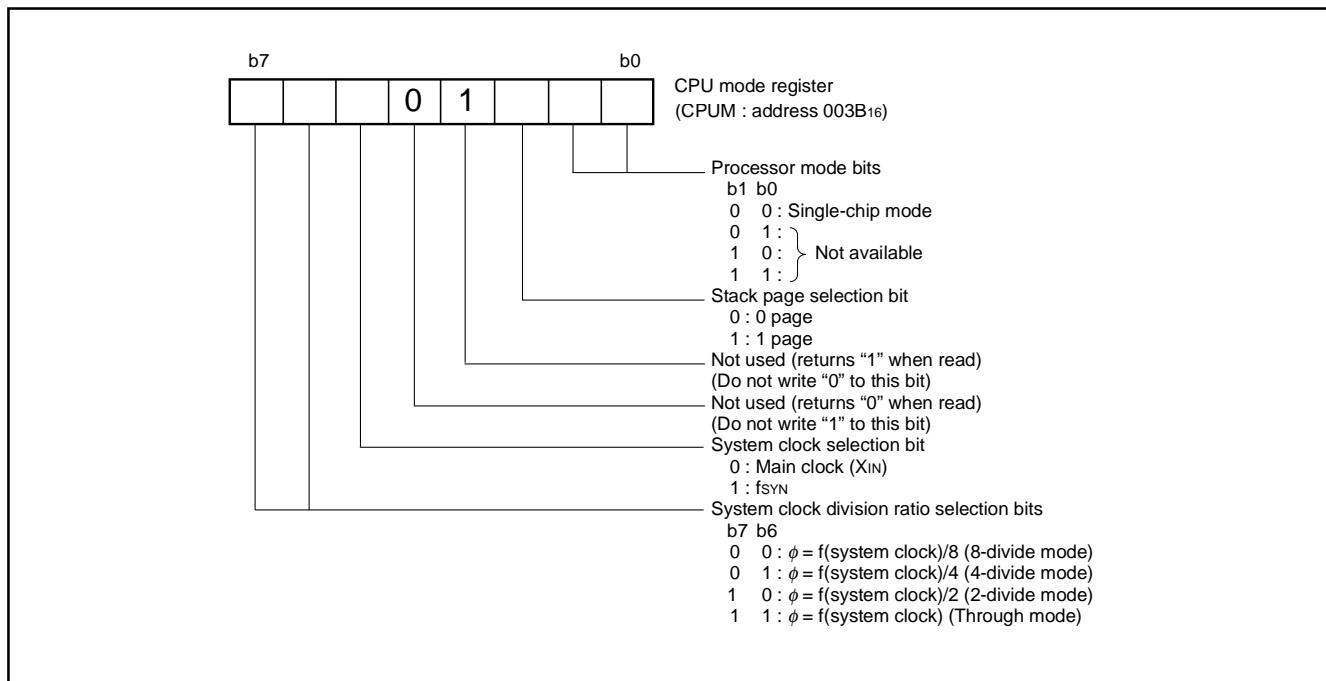 b7 b0
0 1
CPU mode register
(CPUM : address 003B16)
Processor mode bits
b1 b0
0 0 : Single-chip mode
0 1 :
1 0 : Not available
1 1 :
Stack page selection bit
0 : 0 page
1 : 1 page
Not used (returns “1” when read)
(Do not write “0” to this bit)
Not used (returns “0” when read)
(Do not write “1” to this bit)
System clock selection bit
0 : Main clock (XIN)
1 : fSYN
System clock division ratio selection bits
b7 b6
0 0 : ϕ = f(system clock)/8 (8-divide mode)
0 1 : ϕ = f(system clock)/4 (4-divide mode)
1 0 : ϕ = f(system clock)/2 (2-divide mode)
1 1 : ϕ = f(system clock) (Through mode)